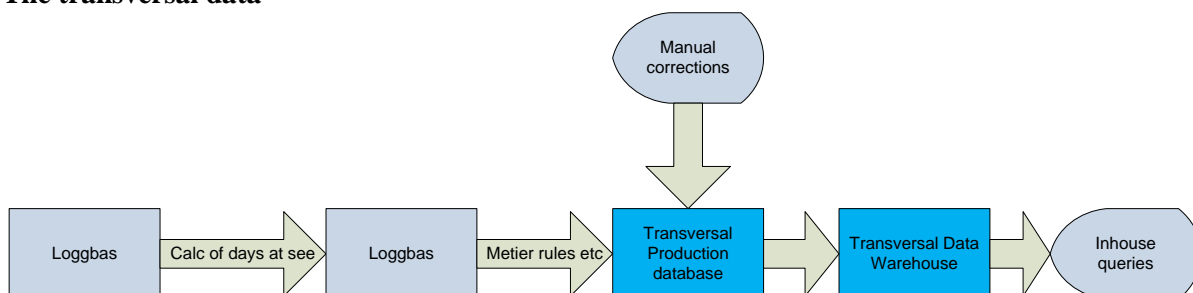 The transversal data
Manual
corrections
Loggbas
Calc of days at see
Loggbas
Metier rules etc
Transversal
Production
database
Transversal Data
Warehouse
Inhouse
queries